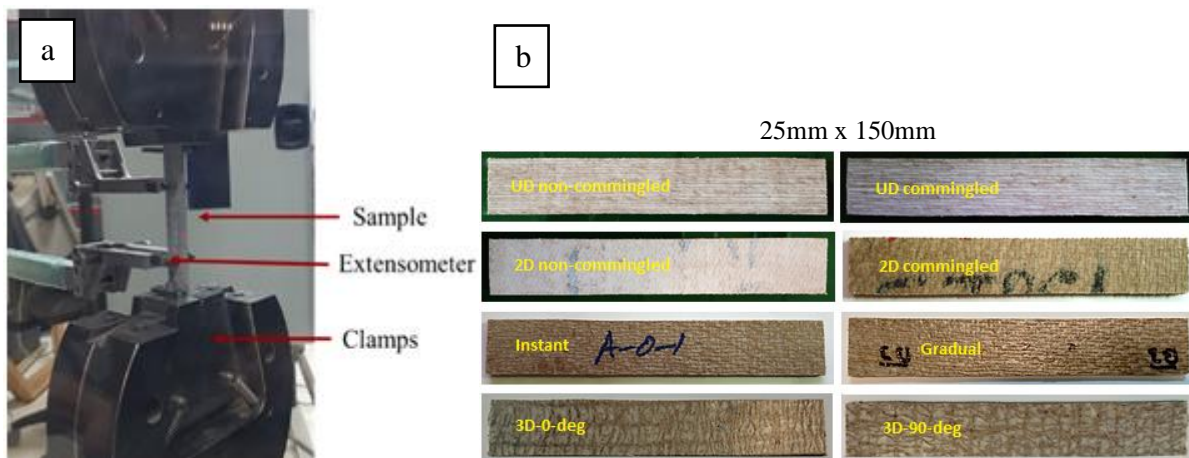 a
Sample
Extensometer
Clamps
b
25mm x 150mm
UD non-commingled
UD commingled
2D non-commingled
2D commingled
Instant
A-0-1
Gradual
3D-0-deg
3D-90-deg